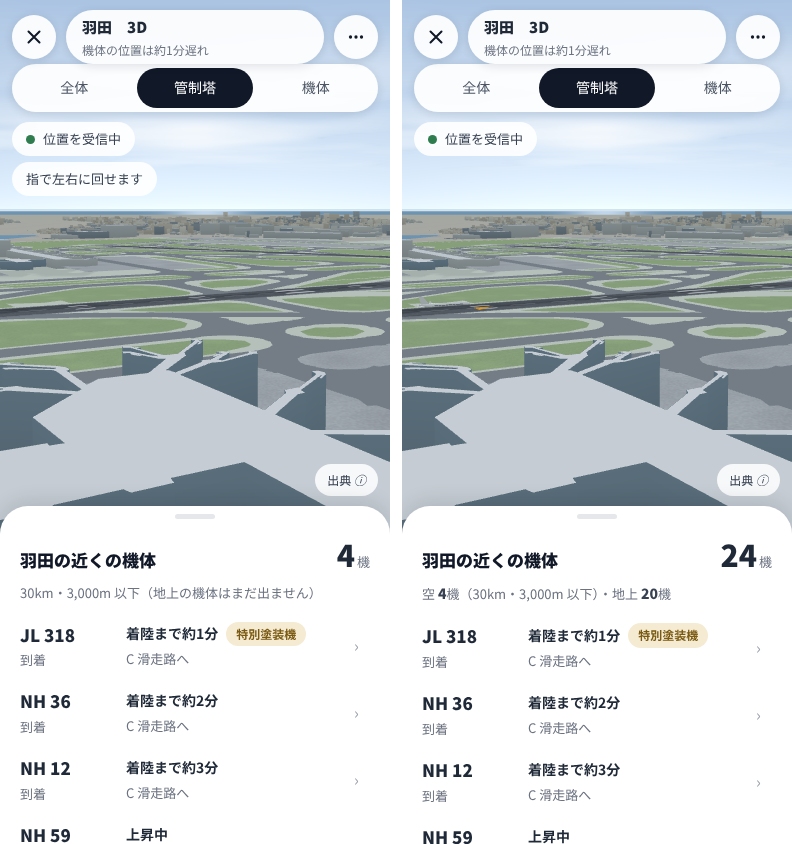 羽田 3D
機体の位置は約1分遅れ
全体 管制塔 機体
位置を受信中
指で左右に回せます
出典 ⓘ
羽田の近くの機体 4機
30km・3,000m 以下（地上の機体はまだ出ません）
JL 318 着陸まで約1分 特別塗装機
到着 C 滑走路へ
NH 36 着陸まで約2分
到着 C 滑走路へ
NH 12 着陸まで約3分
到着 C 滑走路へ
NH 59 上昇中
羽田 3D
機体の位置は約1分遅れ
全体 管制塔 機体
位置を受信中
出典 ⓘ
羽田の近くの機体 24機
空 4機（30km・3,000m 以下）・地上 20機
JL 318 着陸まで約1分 特別塗装機
到着 C 滑走路へ
NH 36 着陸まで約2分
到着 C 滑走路へ
NH 12 着陸まで約3分
到着 C 滑走路へ
NH 59 上昇中